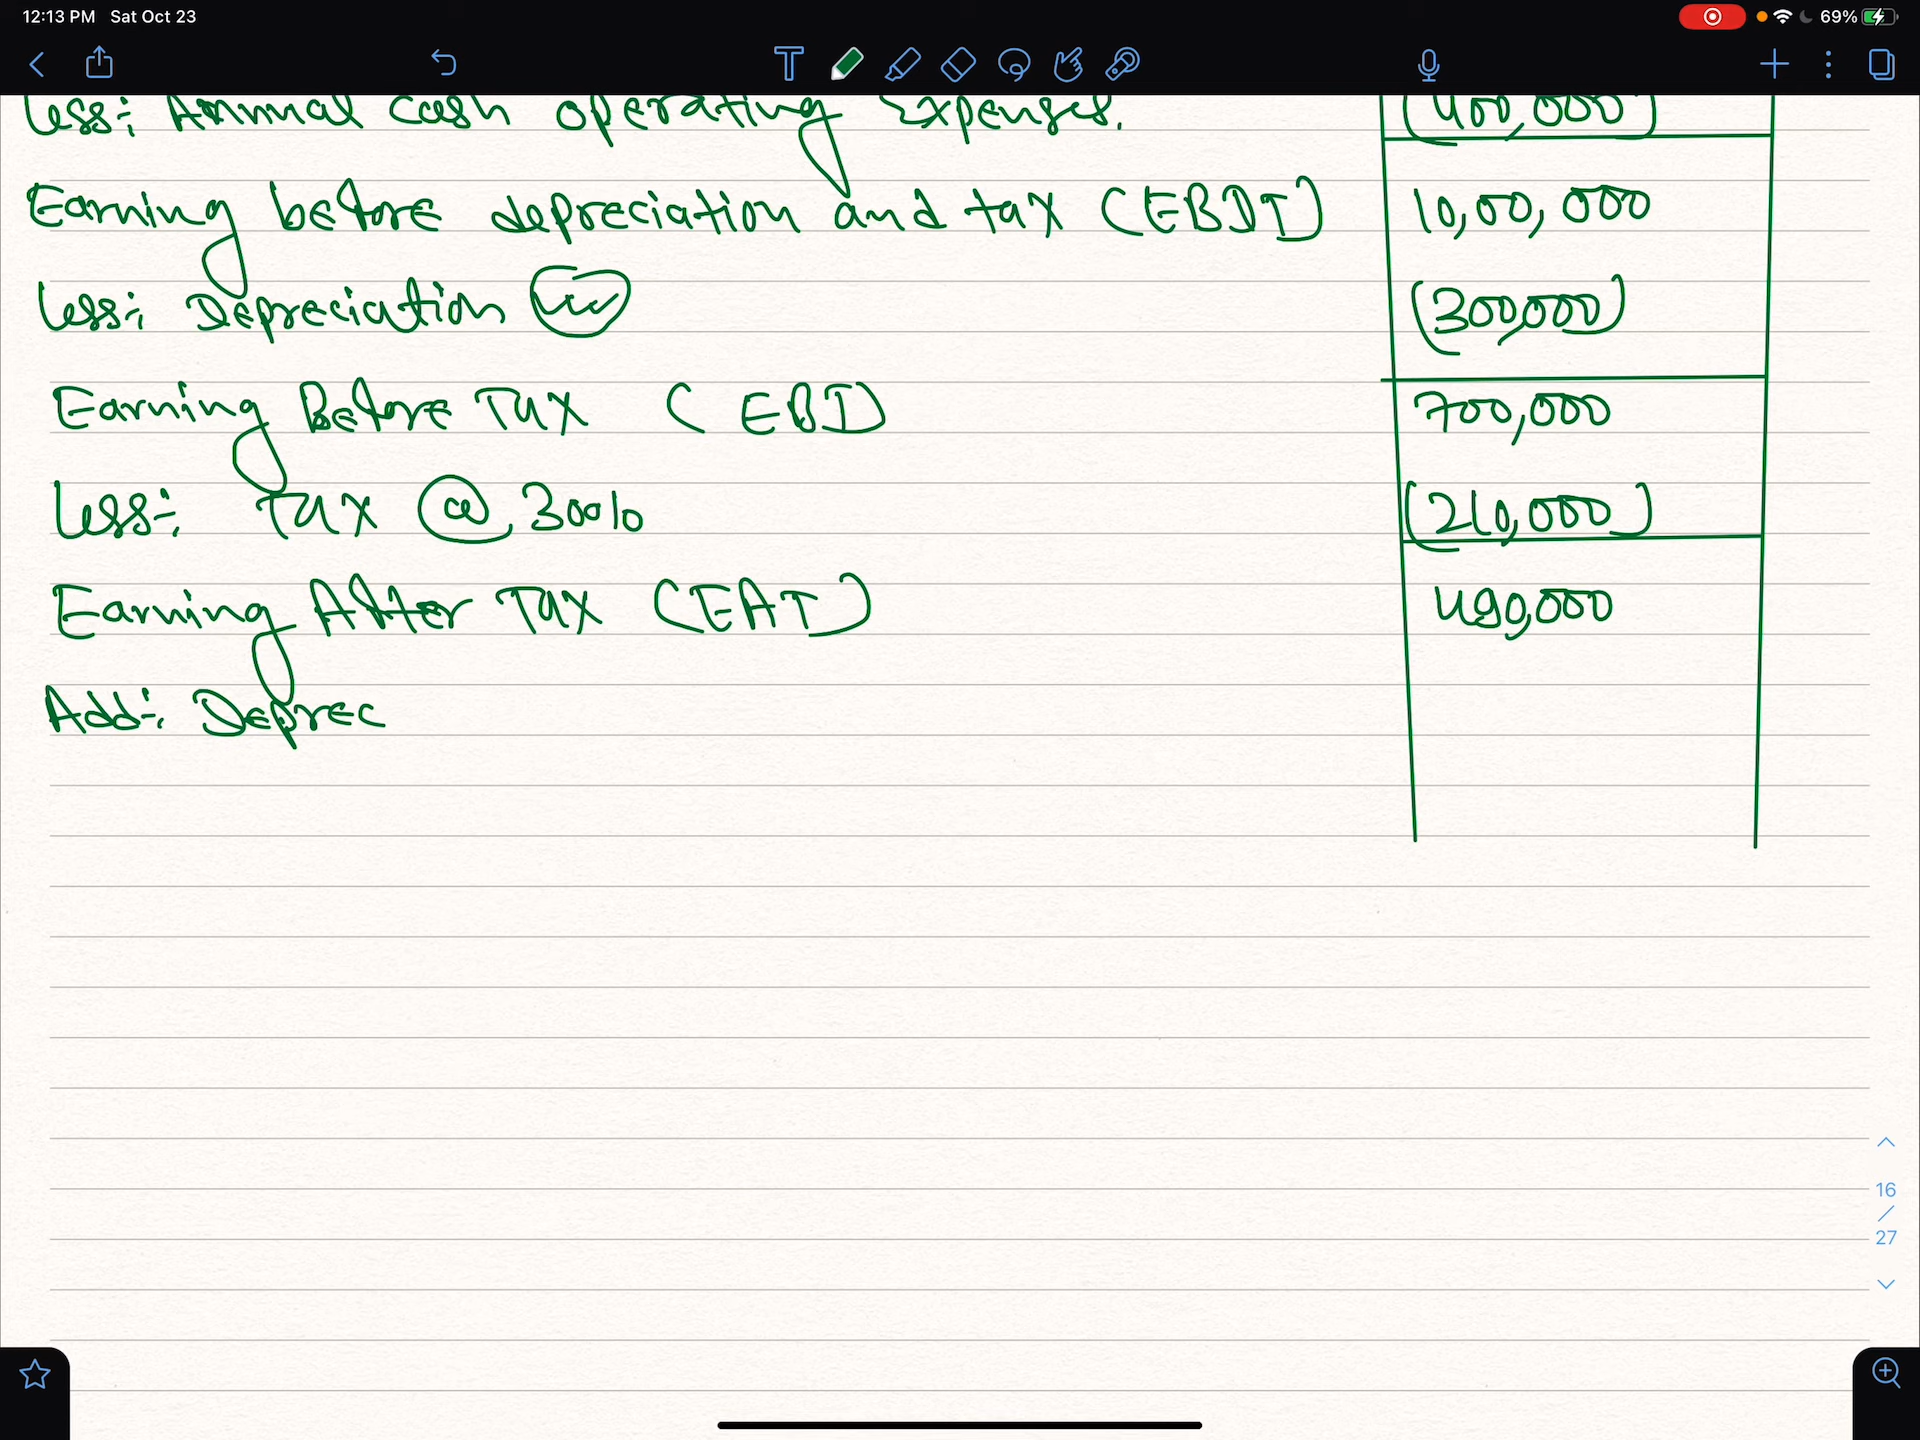 12:13 PM Sat Oct 23 69%
T
Less:- Annual Cash operating Expenses. (400,000)
Earning before depreciation and tax (EBDT) 10,00,000
Less:- Depreciation (300,000)
Earning Before Tax (EBT) 700,000
Less:- Tax @ 30% (210,000)
Earning After Tax (EAT) 490,000
Add:- Deprec
16
/
27